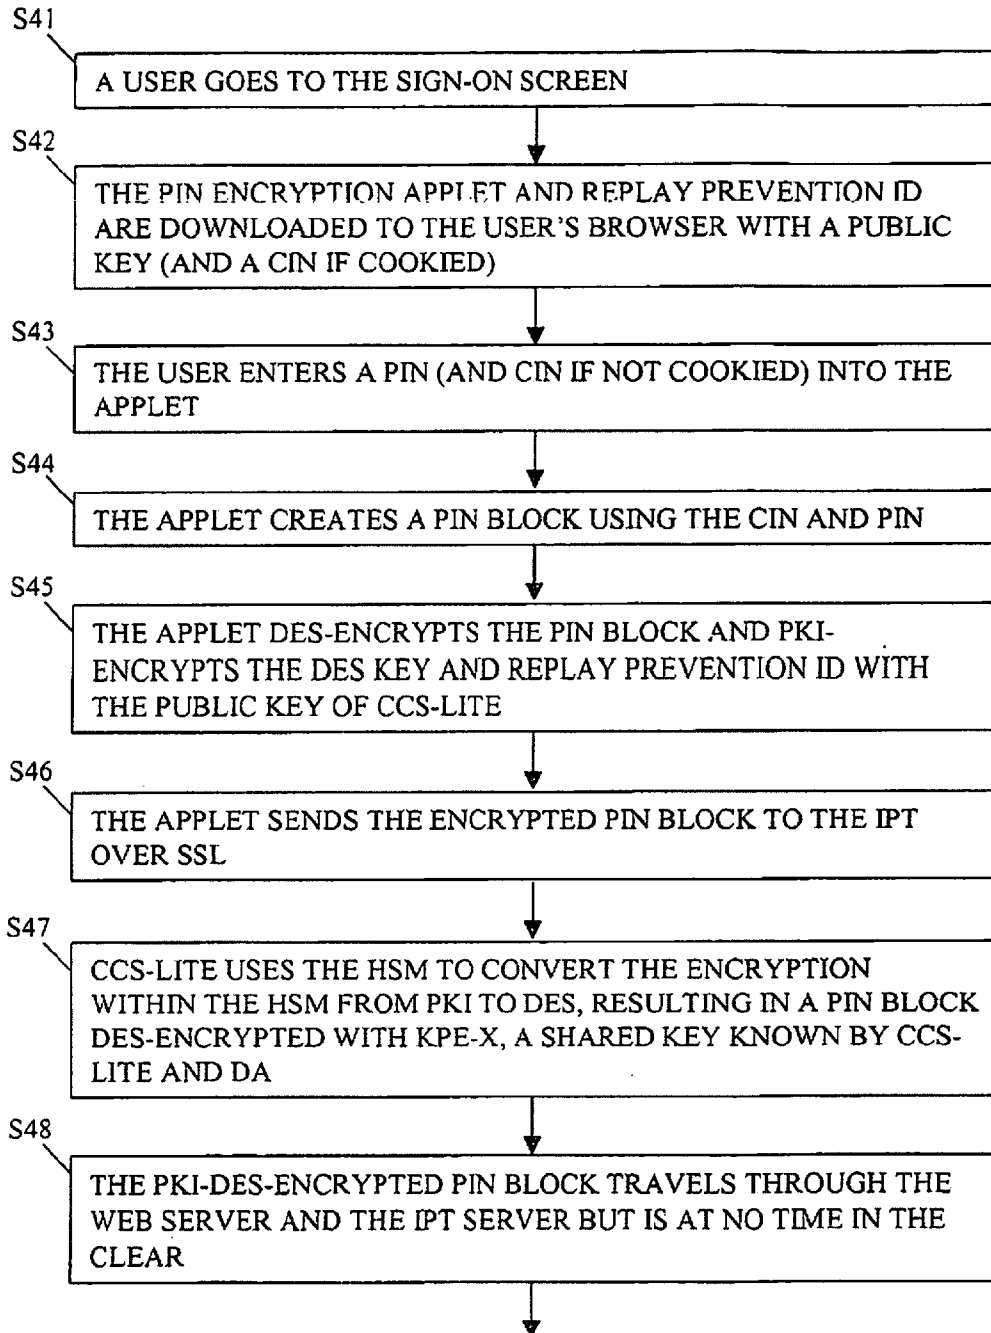 S41
A USER GOES TO THE SIGN-ON SCREEN
S42
THE PIN ENCRYPTION APPLET AND REPLAY PREVENTION ID
ARE DOWNLOADED TO THE USER'S BROWSER WITH A PUBLIC
KEY (AND A CIN IF COOKIED)
S43
THE USER ENTERS A PIN (AND CIN IF NOT COOKIED) INTO THE
APPLET
S44
THE APPLET CREATES A PIN BLOCK USING THE CIN AND PIN
S45
THE APPLET DES-ENCRYPTS THE PIN BLOCK AND PKI-
ENCRYPTS THE DES KEY AND REPLAY PREVENTION ID WITH
THE PUBLIC KEY OF CCS-LITE
S46
THE APPLET SENDS THE ENCRYPTED PIN BLOCK TO THE IPT
OVER SSL
S47
CCS-LITE USES THE HSM TO CONVERT THE ENCRYPTION
WITHIN THE HSM FROM PKI TO DES, RESULTING IN A PIN BLOCK
DES-ENCRYPTED WITH KPE-X, A SHARED KEY KNOWN BY CCS-
LITE AND DA
S48
THE PKI-DES-ENCRYPTED PIN BLOCK TRAVELS THROUGH THE
WEB SERVER AND THE IPT SERVER BUT IS AT NO TIME IN THE
CLEAR